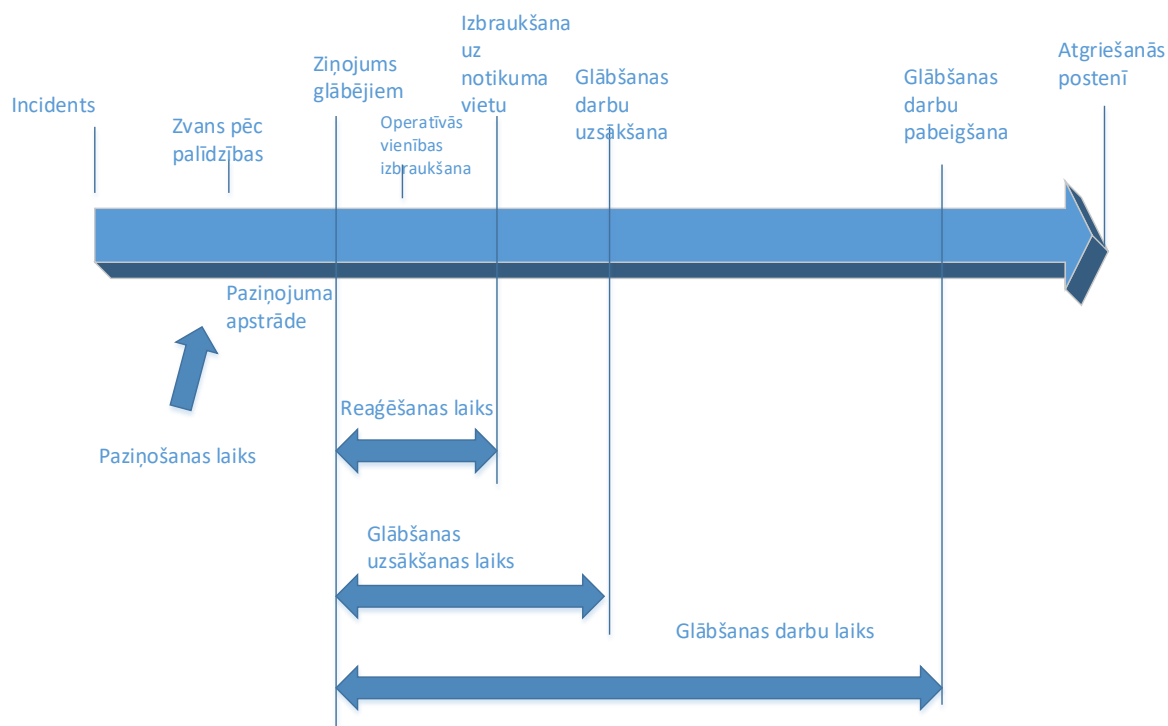 Incidents
Zvans pēc
palīdzības
Ziņojums
glābējiem
Operatīvās
vienības
izbraukšana
Izbraukšana
uz
notikuma
vietu
Glābšanas
darbu
uzsākšana
Glābšanas
darbu
pabeigšana
Atgriešanās
postenī
Paziņojuma
apstrāde
Paziņošanas laiks
Reaģēšanas laiks
Glābšanas
uzsākšanas laiks
Glābšanas darbu laiks